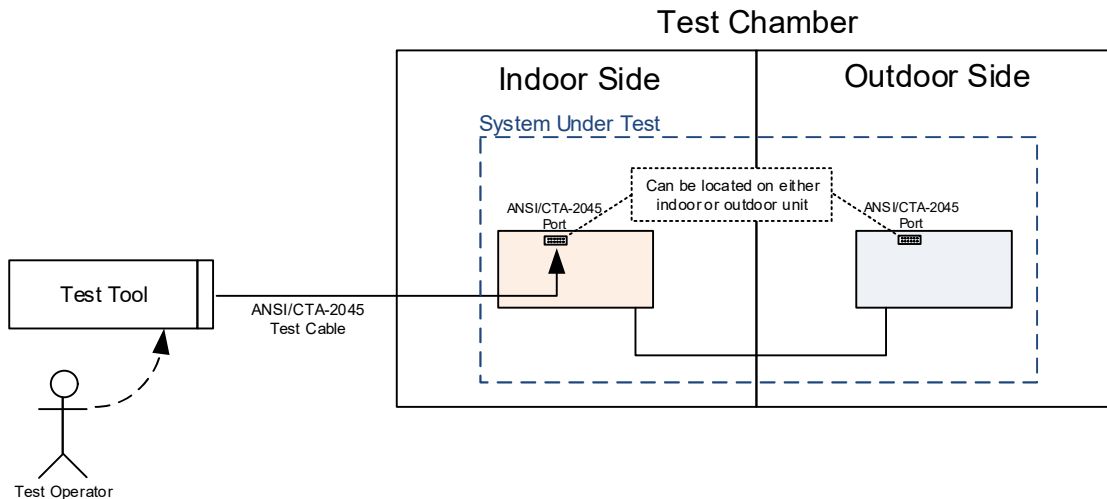 Test Chamber
Indoor Side
Outdoor Side
System Under Test
Can be located on either
indoor or outdoor unit
ANSI/CTA-2045
Port
ANSI/CTA-2045
Port
Test Tool
ANSI/CTA-2045
Test Cable
Test Operator